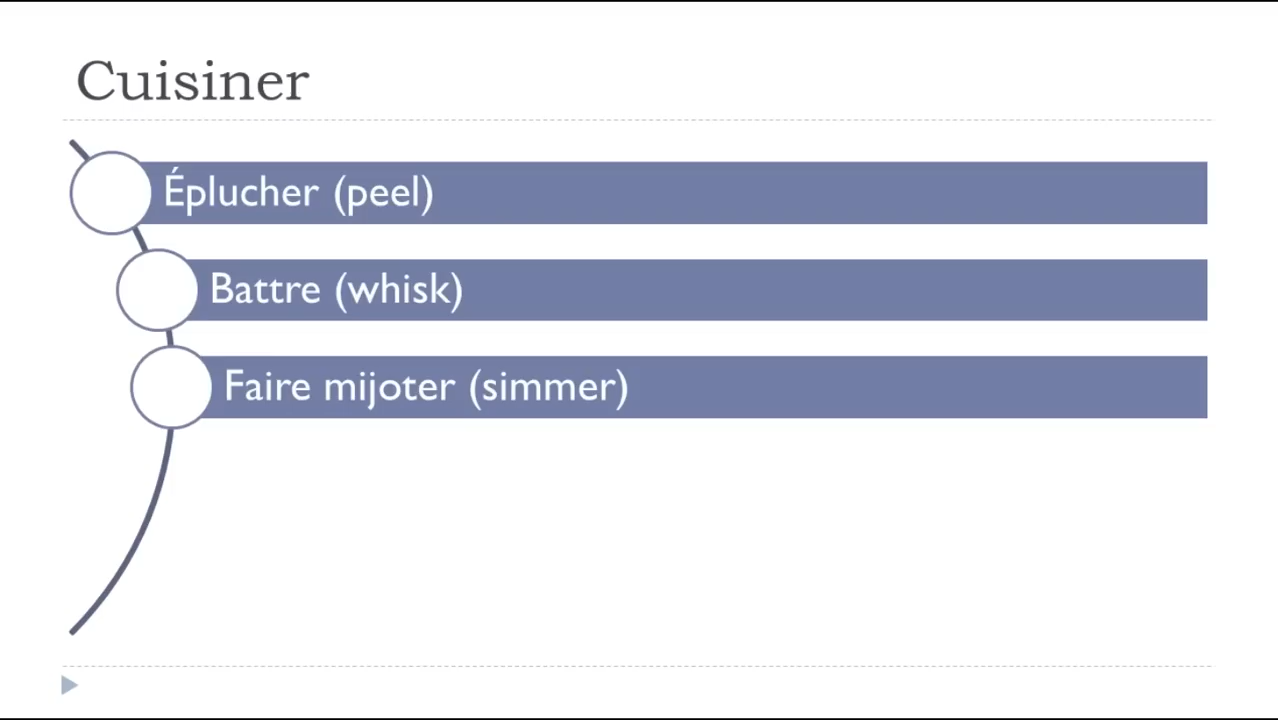 Cuisiner
Éplucher (peel)
Battre (whisk)
Faire mijoter (simmer)